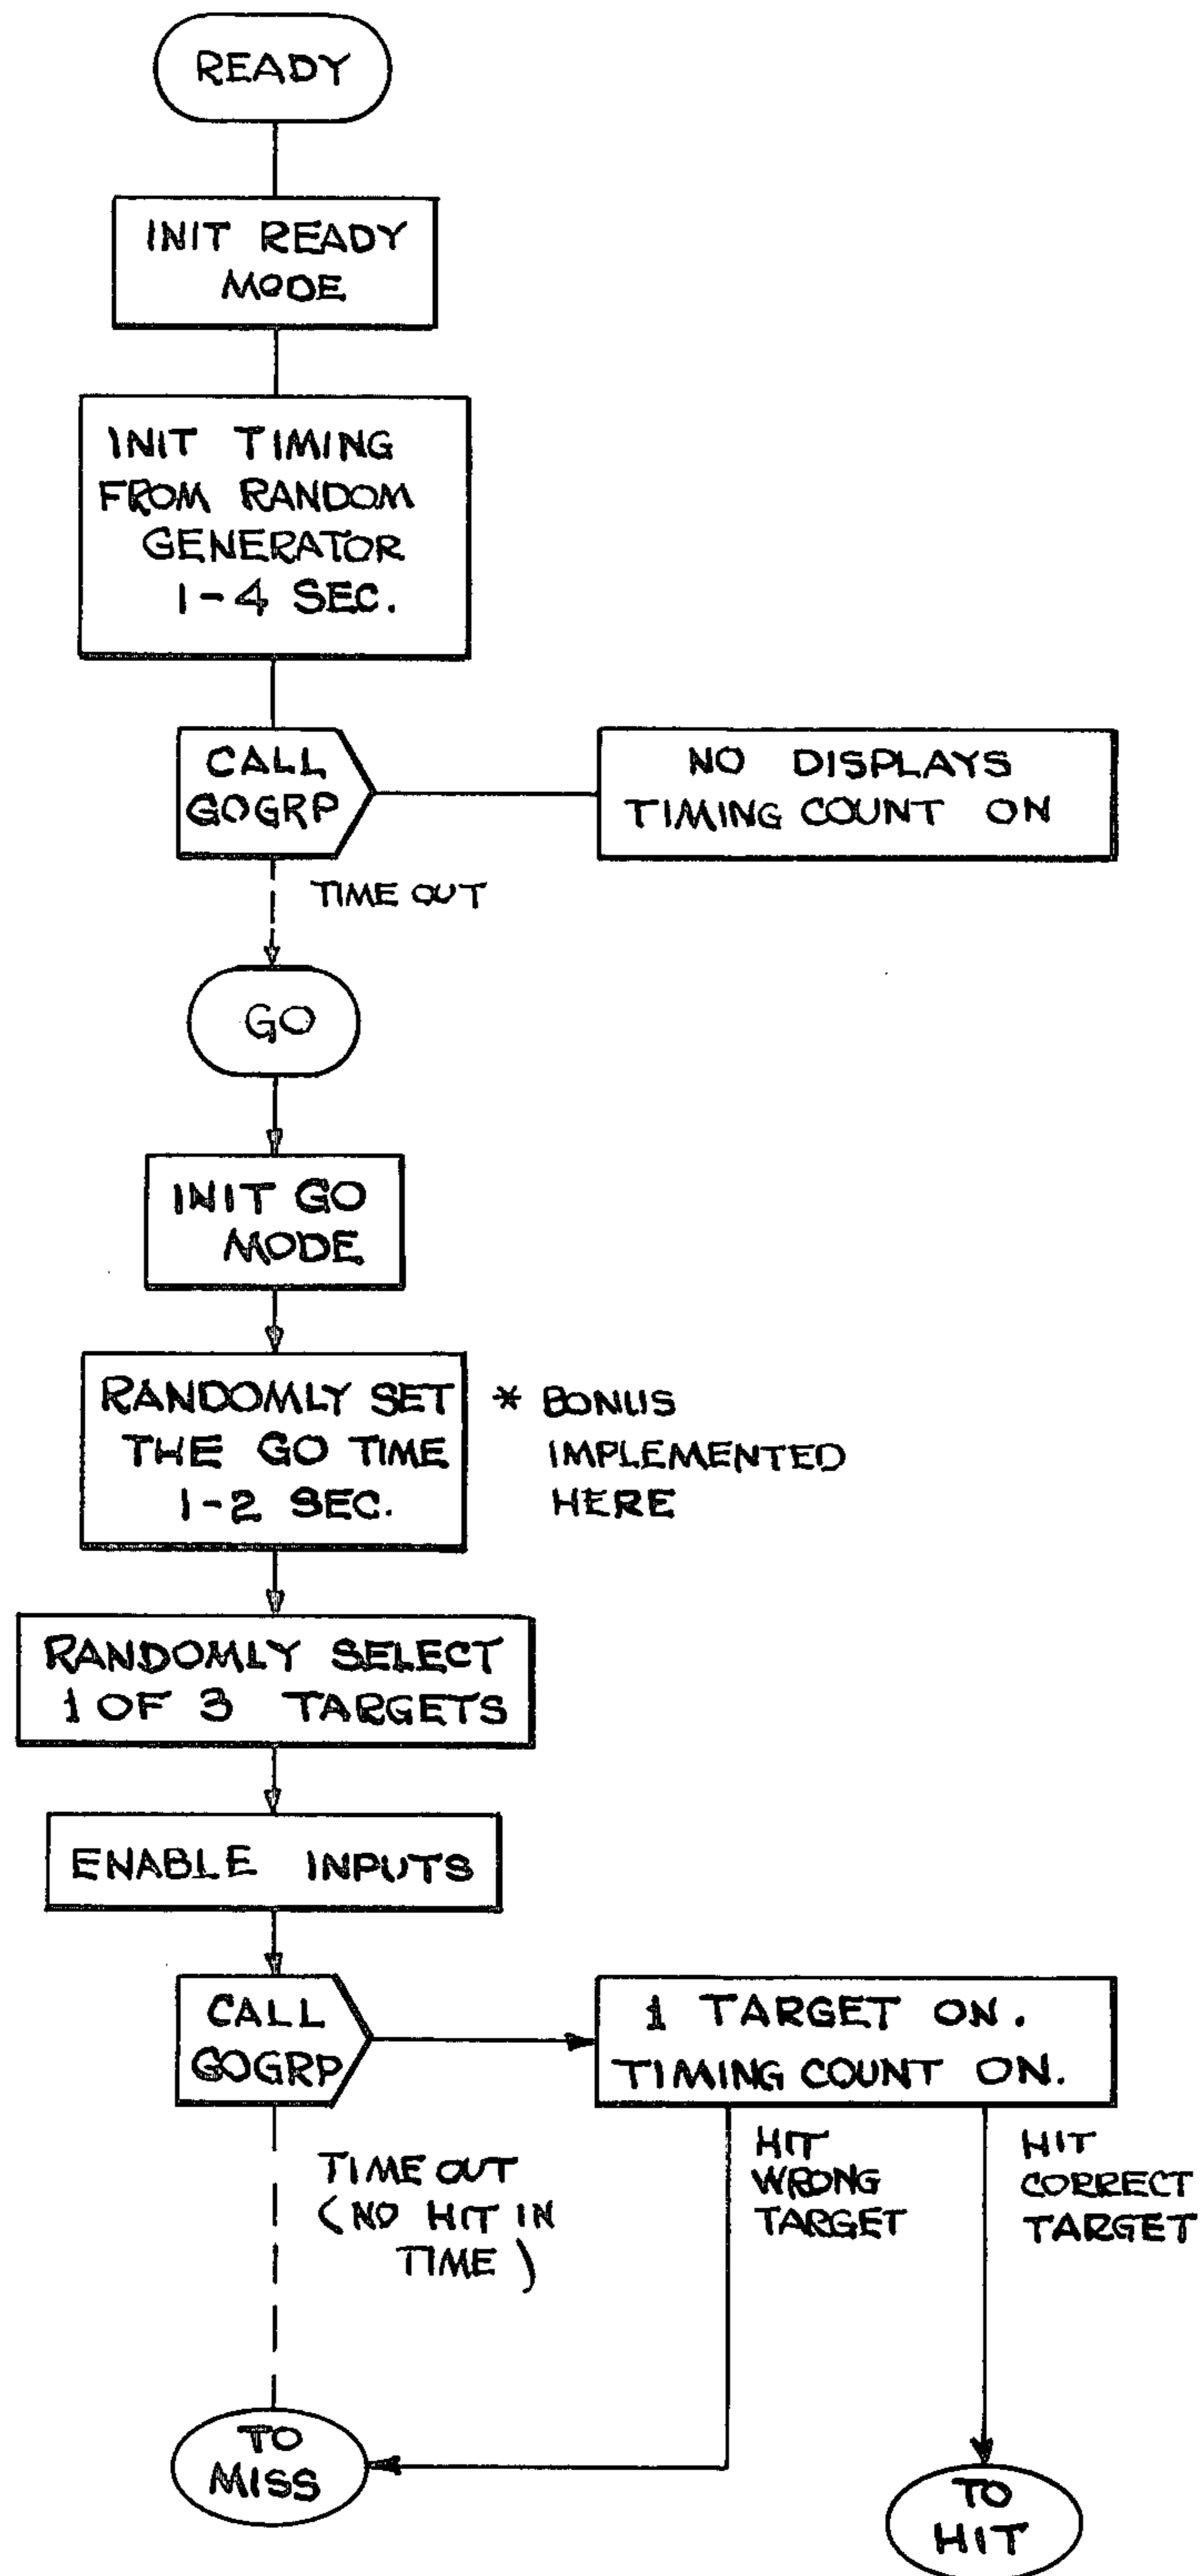 READY
INIT READY
MODE
INIT TIMING
FROM RANDOM
GENERATOR
1-4 SEC.
CALL
GOGRP
NO DISPLAYS
TIMING COUNT ON
TIME OUT
GO
INIT GO
MODE
RANDOMLY SET
THE GO TIME
1-2 SEC.
* BONUS
IMPLEMENTED
HERE
RANDOMLY SELECT
1 OF 3 TARGETS
ENABLE INPUTS
CALL
GOGRP
1 TARGET ON.
TIMING COUNT ON.
TIME OUT
(NO HIT IN
TIME)
HIT
WRONG
TARGET
HIT
CORRECT
TARGET
TO
MISS
TO
HIT